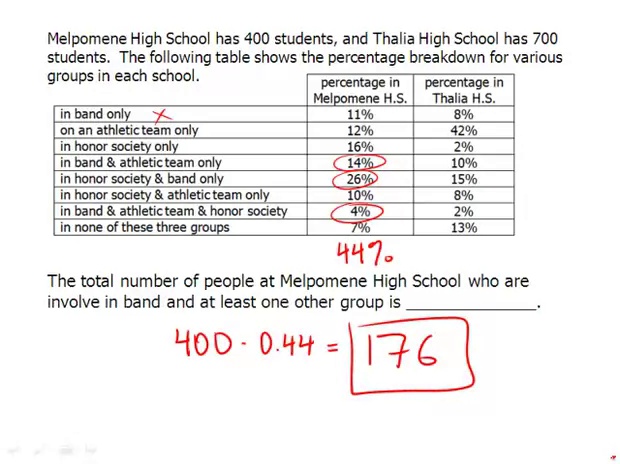 Melpomene High School has 400 students, and Thalia High School has 700
students.  The following table shows the percentage breakdown for various
groups in each school.
percentage in Melpomene H.S. percentage in Thalia H.S.
in band only X 11% 8%
on an athletic team only 12% 42%
in honor society only 16% 2%
in band & athletic team only 14% 10%
in honor society & band only 26% 15%
in honor society & athletic team only 10% 8%
in band & athletic team & honor society 4% 2%
in none of these three groups 7% 13%
44%
The total number of people at Melpomene High School who are
involve in band and at least one other group is ______________.
400 · 0.44 = 176